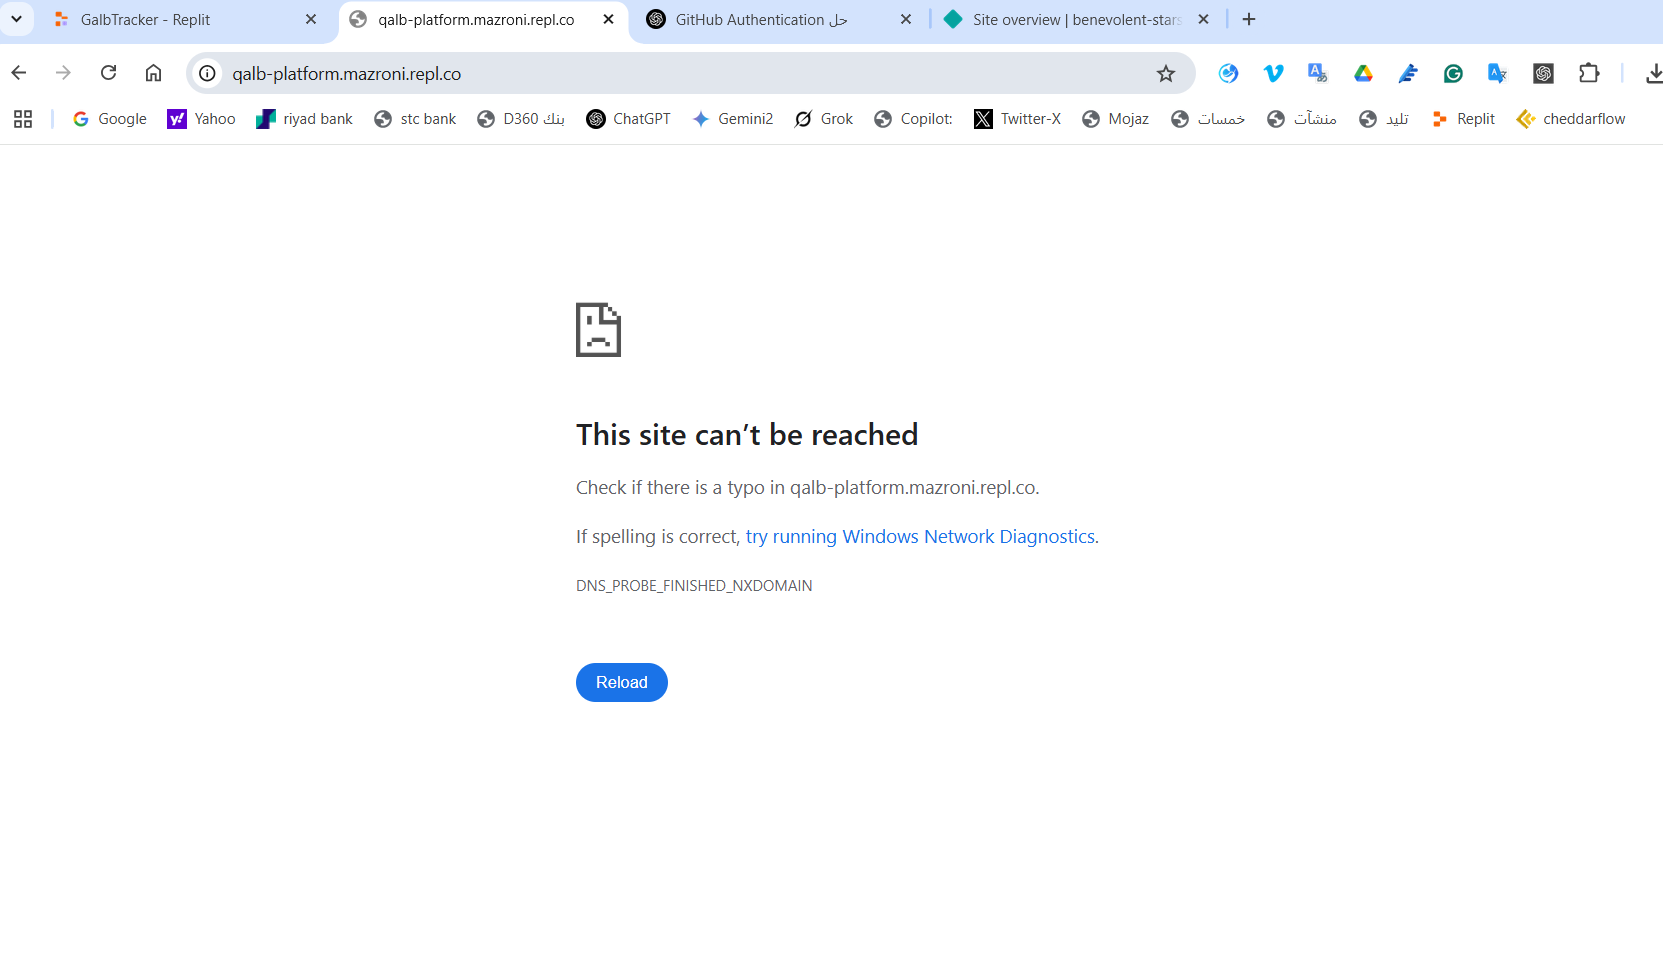 GalbTracker - Replit
qalb-platform.mazroni.repl.co
GitHub Authentication حل
Site overview | benevolent-stars
qalb-platform.mazroni.repl.co
Google
Yahoo
riyad bank
stc bank
D360 بنك
ChatGPT
Gemini2
Grok
Copilot:
Twitter-X
Mojaz
خمسات
منشآت
تليد
Replit
cheddarflow
This site can’t be reached
Check if there is a typo in qalb-platform.mazroni.repl.co.
If spelling is correct, try running Windows Network Diagnostics.
DNS_PROBE_FINISHED_NXDOMAIN
Reload